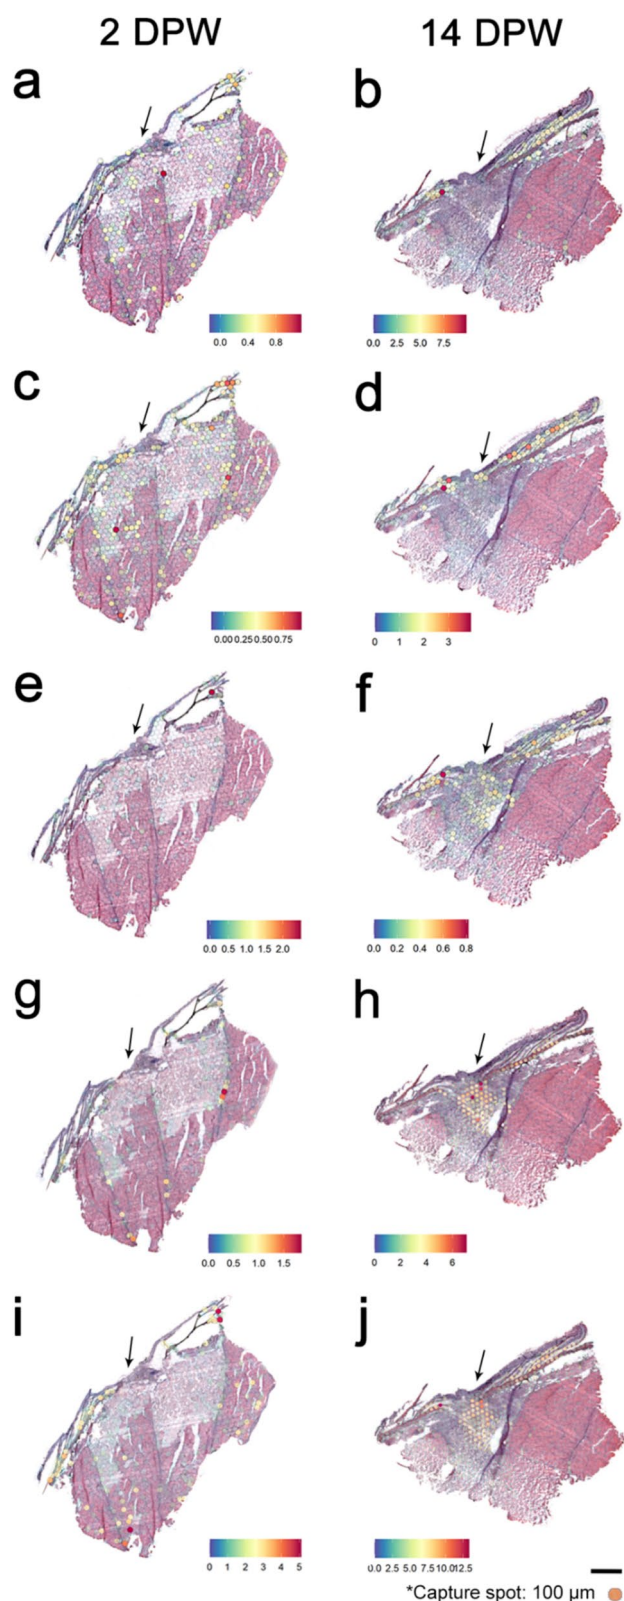 2 DPW 14 DPW
a b
0.0 0.4 0.8 0.0 2.5 5.0 7.5
c d
0.00 0.25 0.50 0.75 0 1 2 3
e f
0.0 0.5 1.0 1.5 2.0 0.0 0.2 0.4 0.6 0.8
g h
0.0 0.5 1.0 1.5 0 2 4 6
i j
0 1 2 3 4 5 0.0 2.5 5.0 7.5 10.0 12.5
*Capture spot: 100 µm